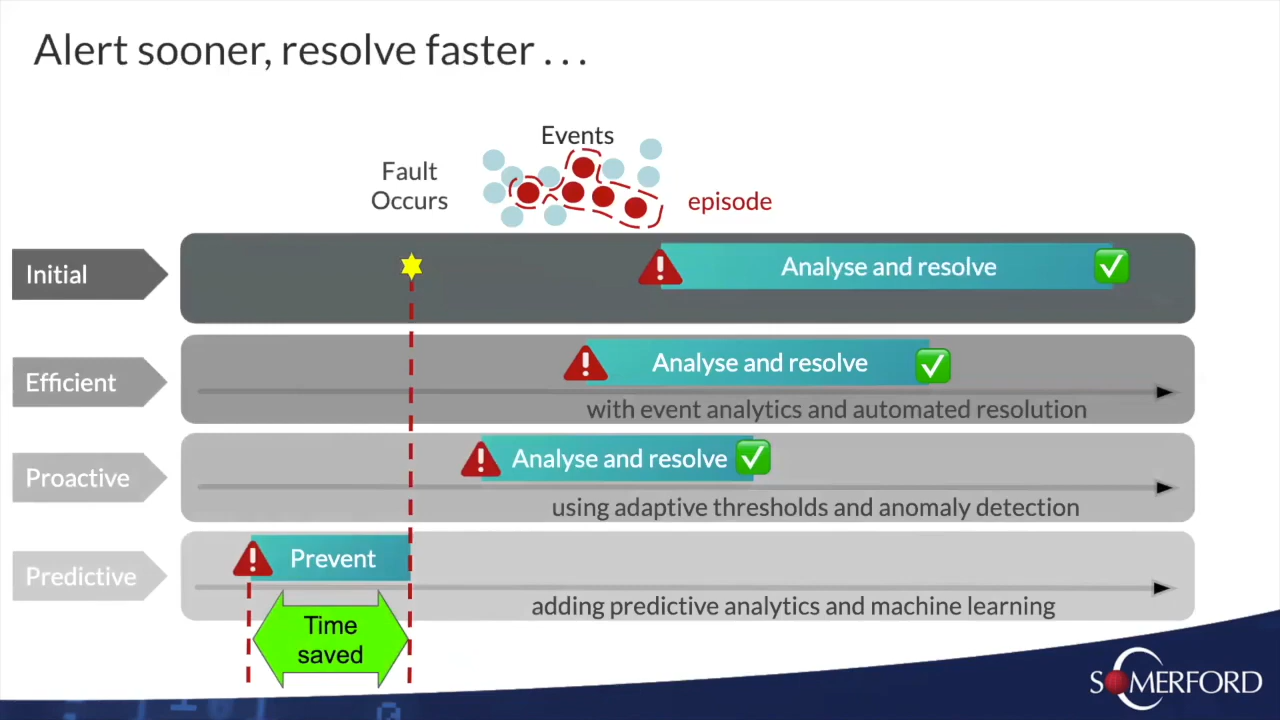 Alert sooner, resolve faster . . .
Events
Fault
Occurs
episode
Initial
Analyse and resolve
Efficient
Analyse and resolve
with event analytics and automated resolution
Proactive
Analyse and resolve
using adaptive thresholds and anomaly detection
Predictive
Prevent
adding predictive analytics and machine learning
Time
saved
SOMERFORD